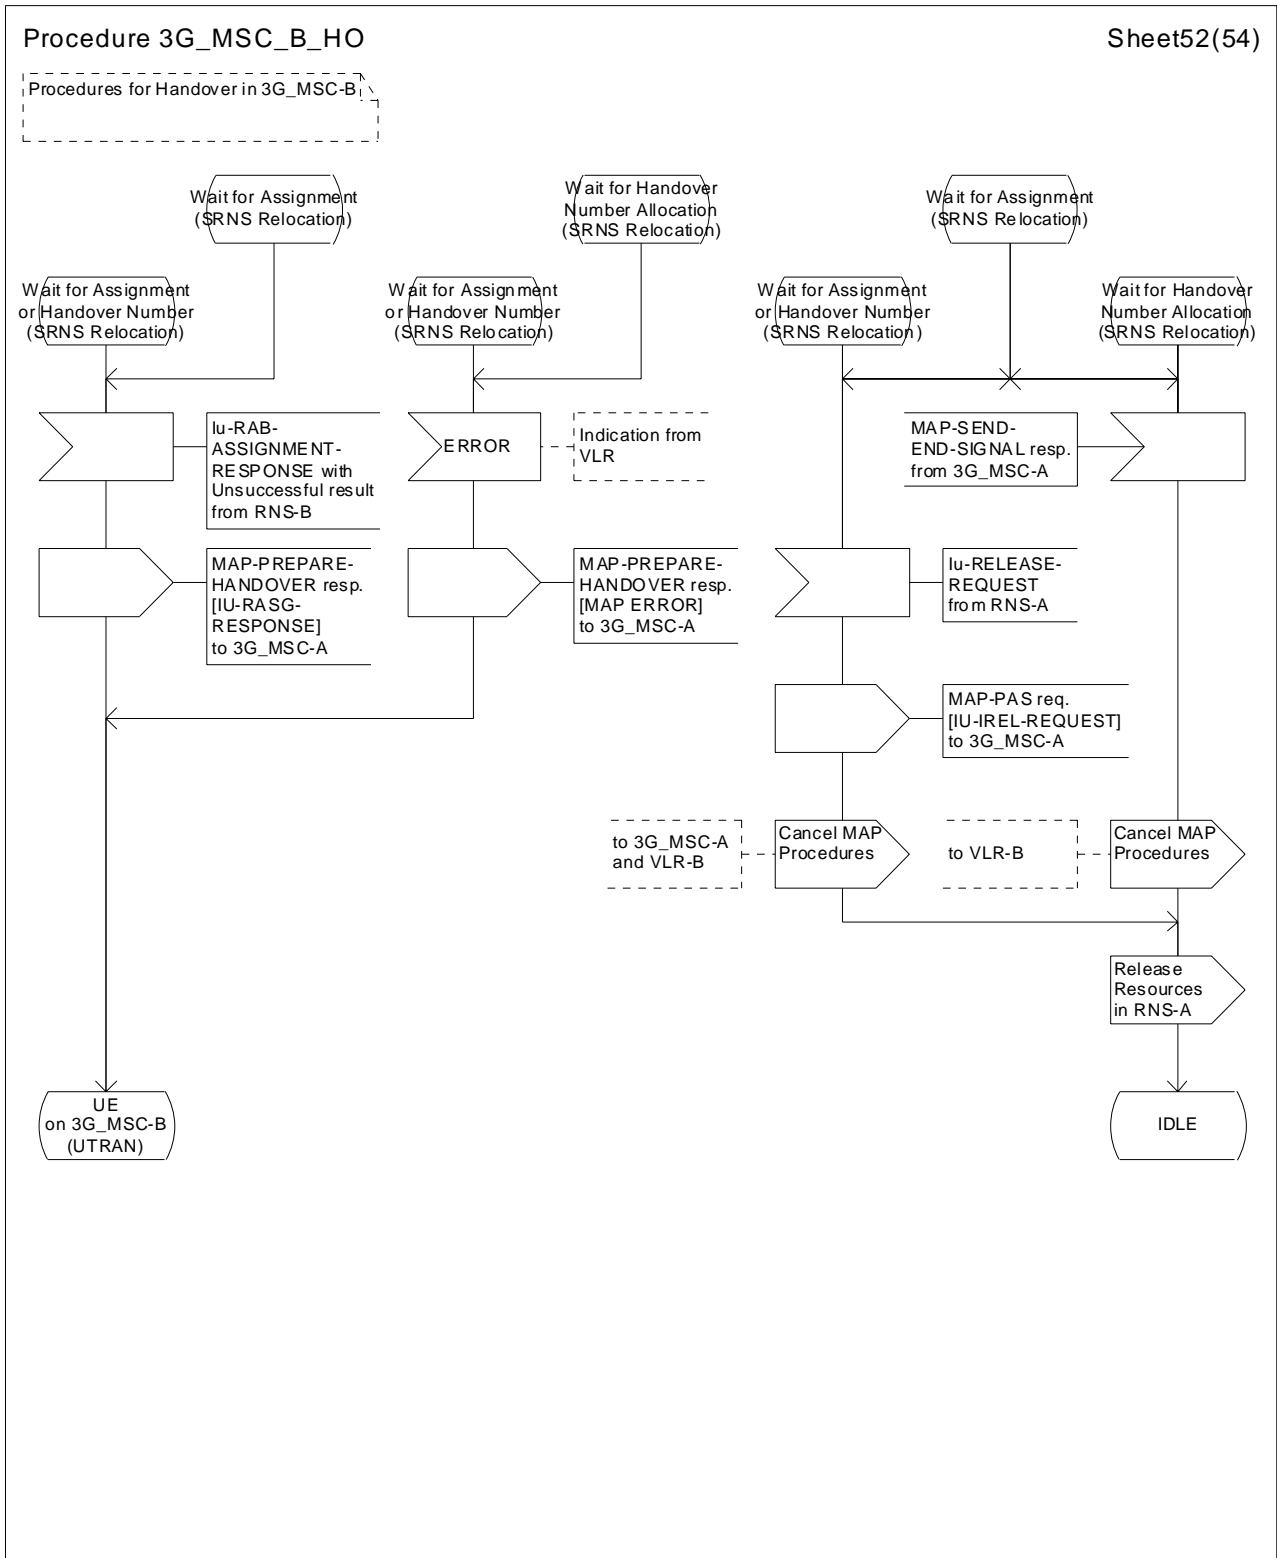 Procedure 3G_MSC_B_HO
Sheet52(54)
Procedures for Handover in 3G_MSC-B
Wait for Assignment
(SRNS Relocation)
Wait for Handover
Number Allocation
(SRNS Relocation)
Wait for Assignment
(SRNS Relocation)
Wait for Assignment
or Handover Number
(SRNS Relocation)
Wait for Assignment
or Handover Number
(SRNS Relocation)
Wait for Assignment
or Handover Number
(SRNS Relocation)
Wait for Handover
Number Allocation
(SRNS Relocation)
Iu-RAB-
ASSIGNMENT-
RESPONSE with
Unsuccessful result
from RNS-B
ERROR
Indication from
VLR
MAP-SEND-
END-SIGNAL resp.
from 3G_MSC-A
MAP-PREPARE-
HANDOVER resp.
[IU-RASG-
RESPONSE]
to 3G_MSC-A
MAP-PREPARE-
HANDOVER resp.
[MAP ERROR]
to 3G_MSC-A
Iu-RELEASE-
REQUEST
from RNS-A
MAP-PAS req.
[IU-IREL-REQUEST]
to 3G_MSC-A
to 3G_MSC-A
and VLR-B
Cancel MAP
Procedures
to VLR-B
Cancel MAP
Procedures
Release
Resources
in RNS-A
UE
on 3G_MSC-B
(UTRAN)
IDLE